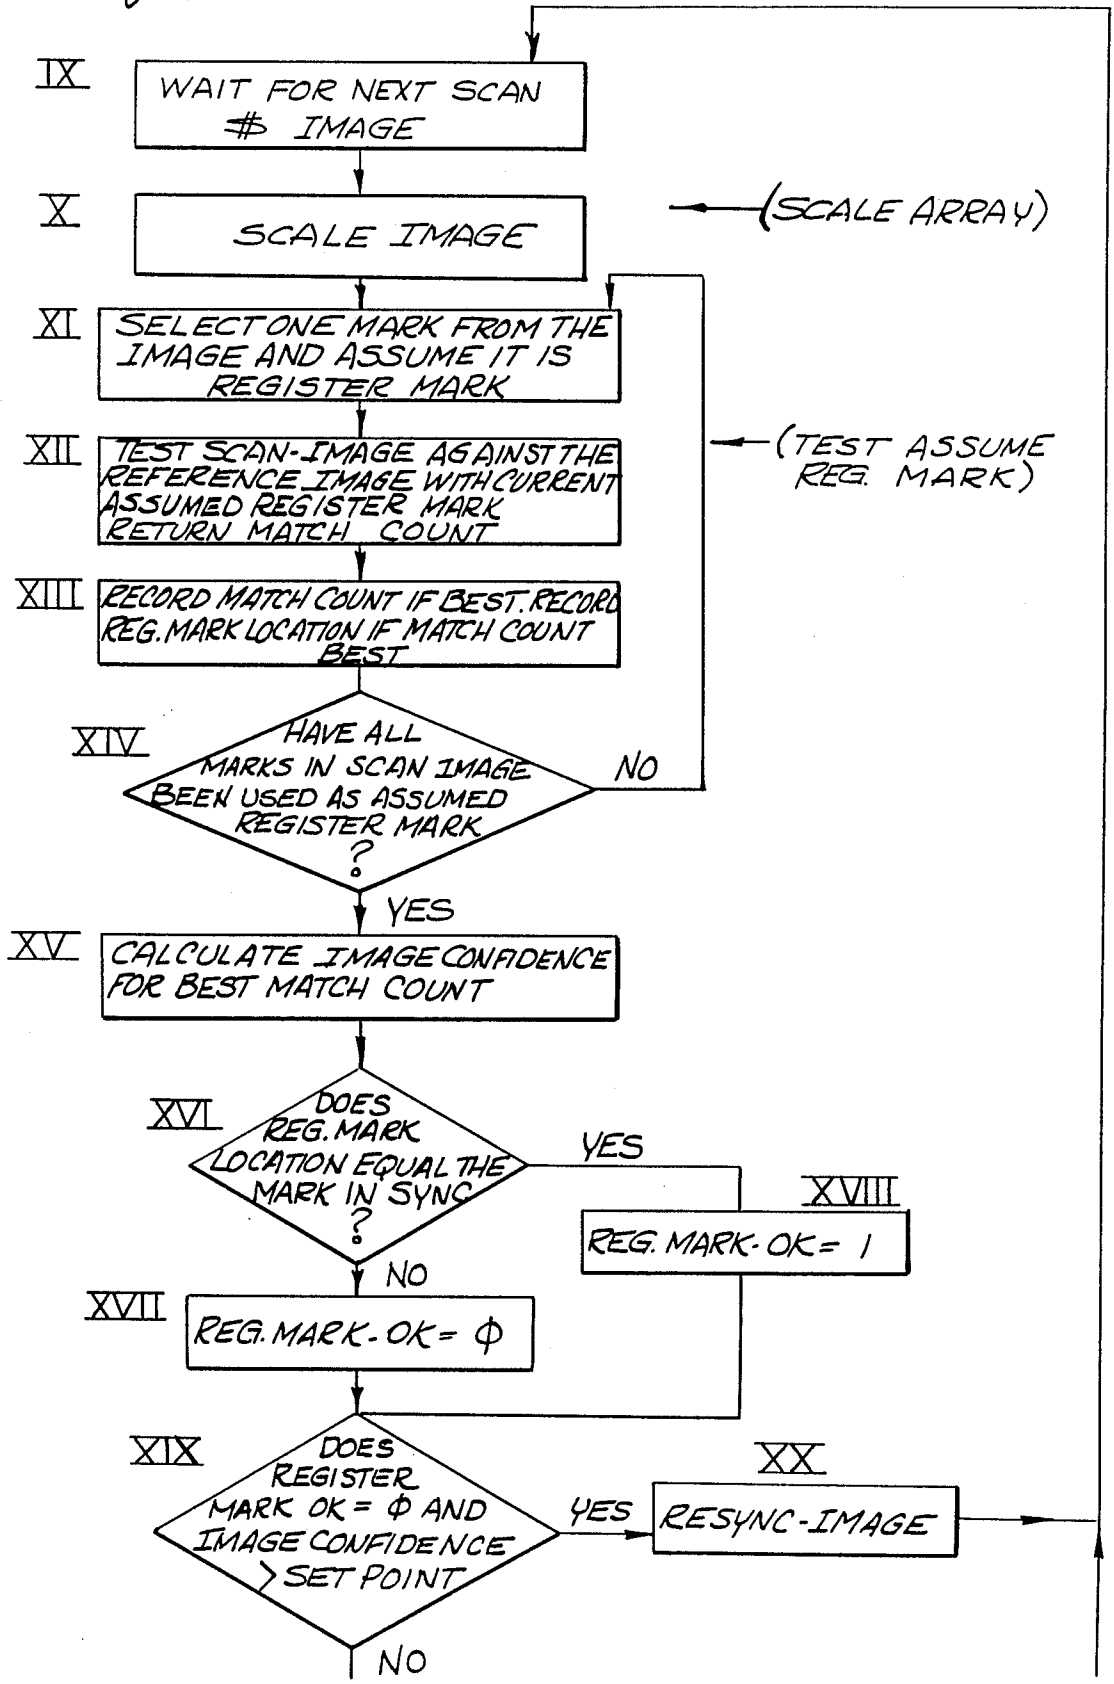 IX
WAIT FOR NEXT SCAN
$ IMAGE
X
SCALE IMAGE
(SCALE ARRAY)
XI
SELECT ONE MARK FROM THE
IMAGE AND ASSUME IT IS
REGISTER MARK
XII
TEST SCAN-IMAGE AGAINST THE
REFERENCE IMAGE WITH CURRENT
ASSUMED REGISTER MARK
RETURN MATCH COUNT
(TEST ASSUME
REG. MARK)
XIII
RECORD MATCH COUNT IF BEST. RECORD
REG. MARK LOCATION IF MATCH COUNT
BEST
XIV
HAVE ALL
MARKS IN SCAN IMAGE
BEEN USED AS ASSUMED
REGISTER MARK
?
NO
YES
XV
CALCULATE IMAGE CONFIDENCE
FOR BEST MATCH COUNT
XVI
DOES
REG. MARK
LOCATION EQUAL THE
MARK IN SYNC
?
YES
NO
XVIII
REG. MARK-OK = 1
XVII
REG. MARK-OK = ϕ
XIX
DOES
REGISTER
MARK OK = ϕ AND
IMAGE CONFIDENCE
> SET POINT
YES
XX
RESYNC-IMAGE
NO